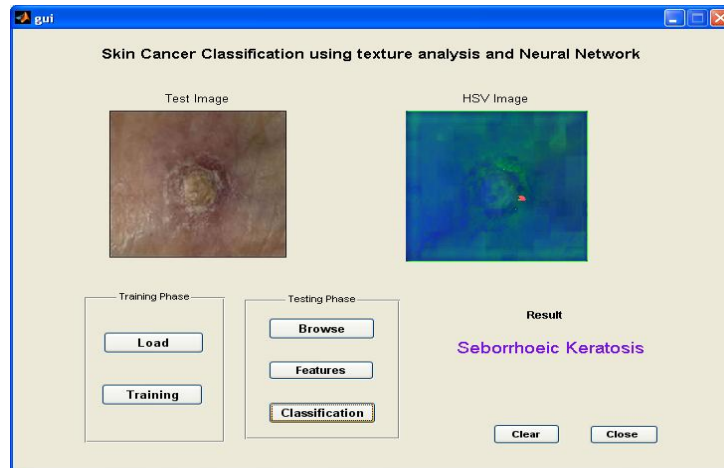 gui
Skin Cancer Classification using texture analysis and Neural Network
Test Image
HSV Image
Training Phase
Load
Training
Testing Phase
Browse
Features
Classification
Result
Seborrhoeic Keratosis
Clear
Close